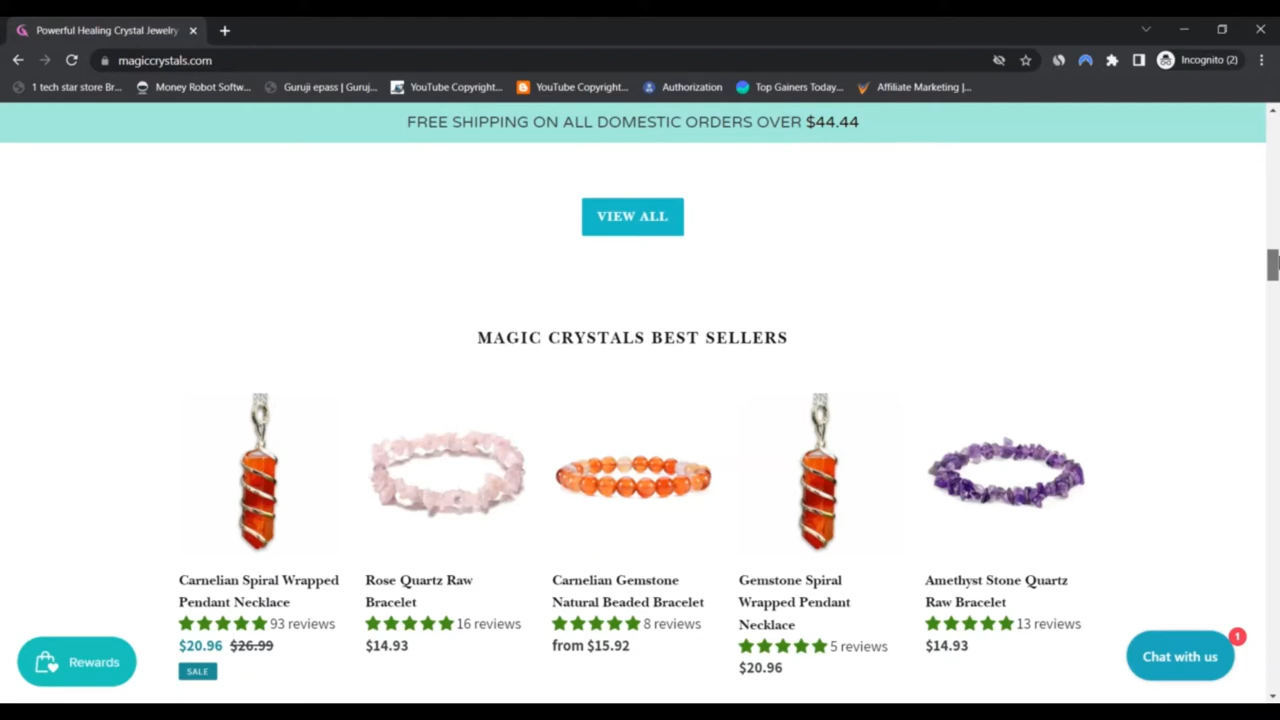 Powerful Healing Crystal Jewelry
magiccrystals.com
Incognito (2)
1 tech star store Br...
Money Robot Softw...
Guruji epass | Guruj...
YouTube Copyright...
YouTube Copyright...
Authorization
Top Gainers Today...
Affiliate Marketing |...
FREE SHIPPING ON ALL DOMESTIC ORDERS OVER $44.44
VIEW ALL
MAGIC CRYSTALS BEST SELLERS
Carnelian Spiral Wrapped
Pendant Necklace
93 reviews
$20.96 $26.99
SALE
Rose Quartz Raw
Bracelet
16 reviews
$14.93
Carnelian Gemstone
Natural Beaded Bracelet
8 reviews
from $15.92
Gemstone Spiral
Wrapped Pendant
Necklace
5 reviews
$20.96
Amethyst Stone Quartz
Raw Bracelet
13 reviews
$14.93
Rewards
Chat with us
1